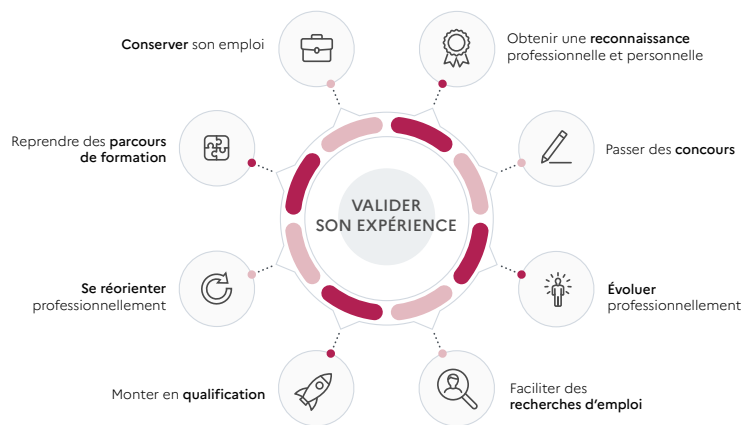 Conserver son emploi
Obtenir une reconnaissance
professionnelle et personnelle
Reprendre des parcours
de formation
Passer des concours
VALIDER
SON EXPÉRIENCE
Se réorienter
professionnellement
Évoluer
professionnellement
Monter en qualification
Faciliter des
recherches d'emploi